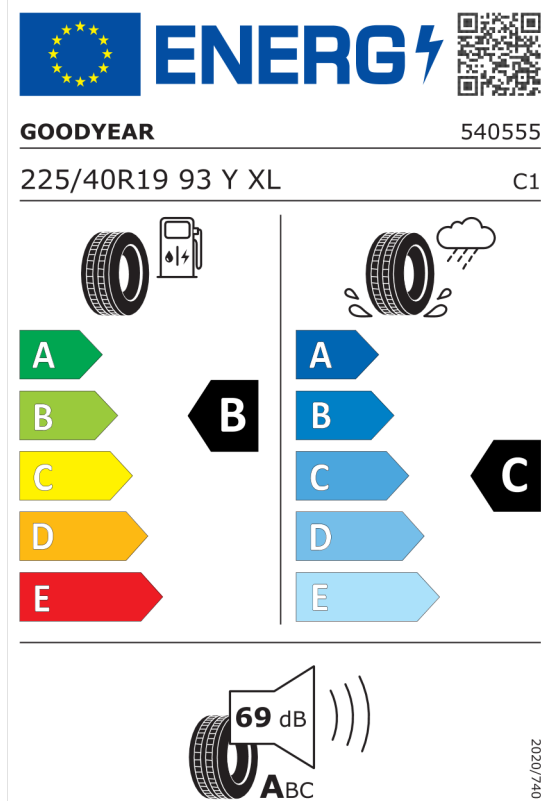 ENERG
GOODYEAR 540555
225/40R19 93 Y XL C1
A A
B B B
C C C
D D
E E
69 dB
ABC
2020/740